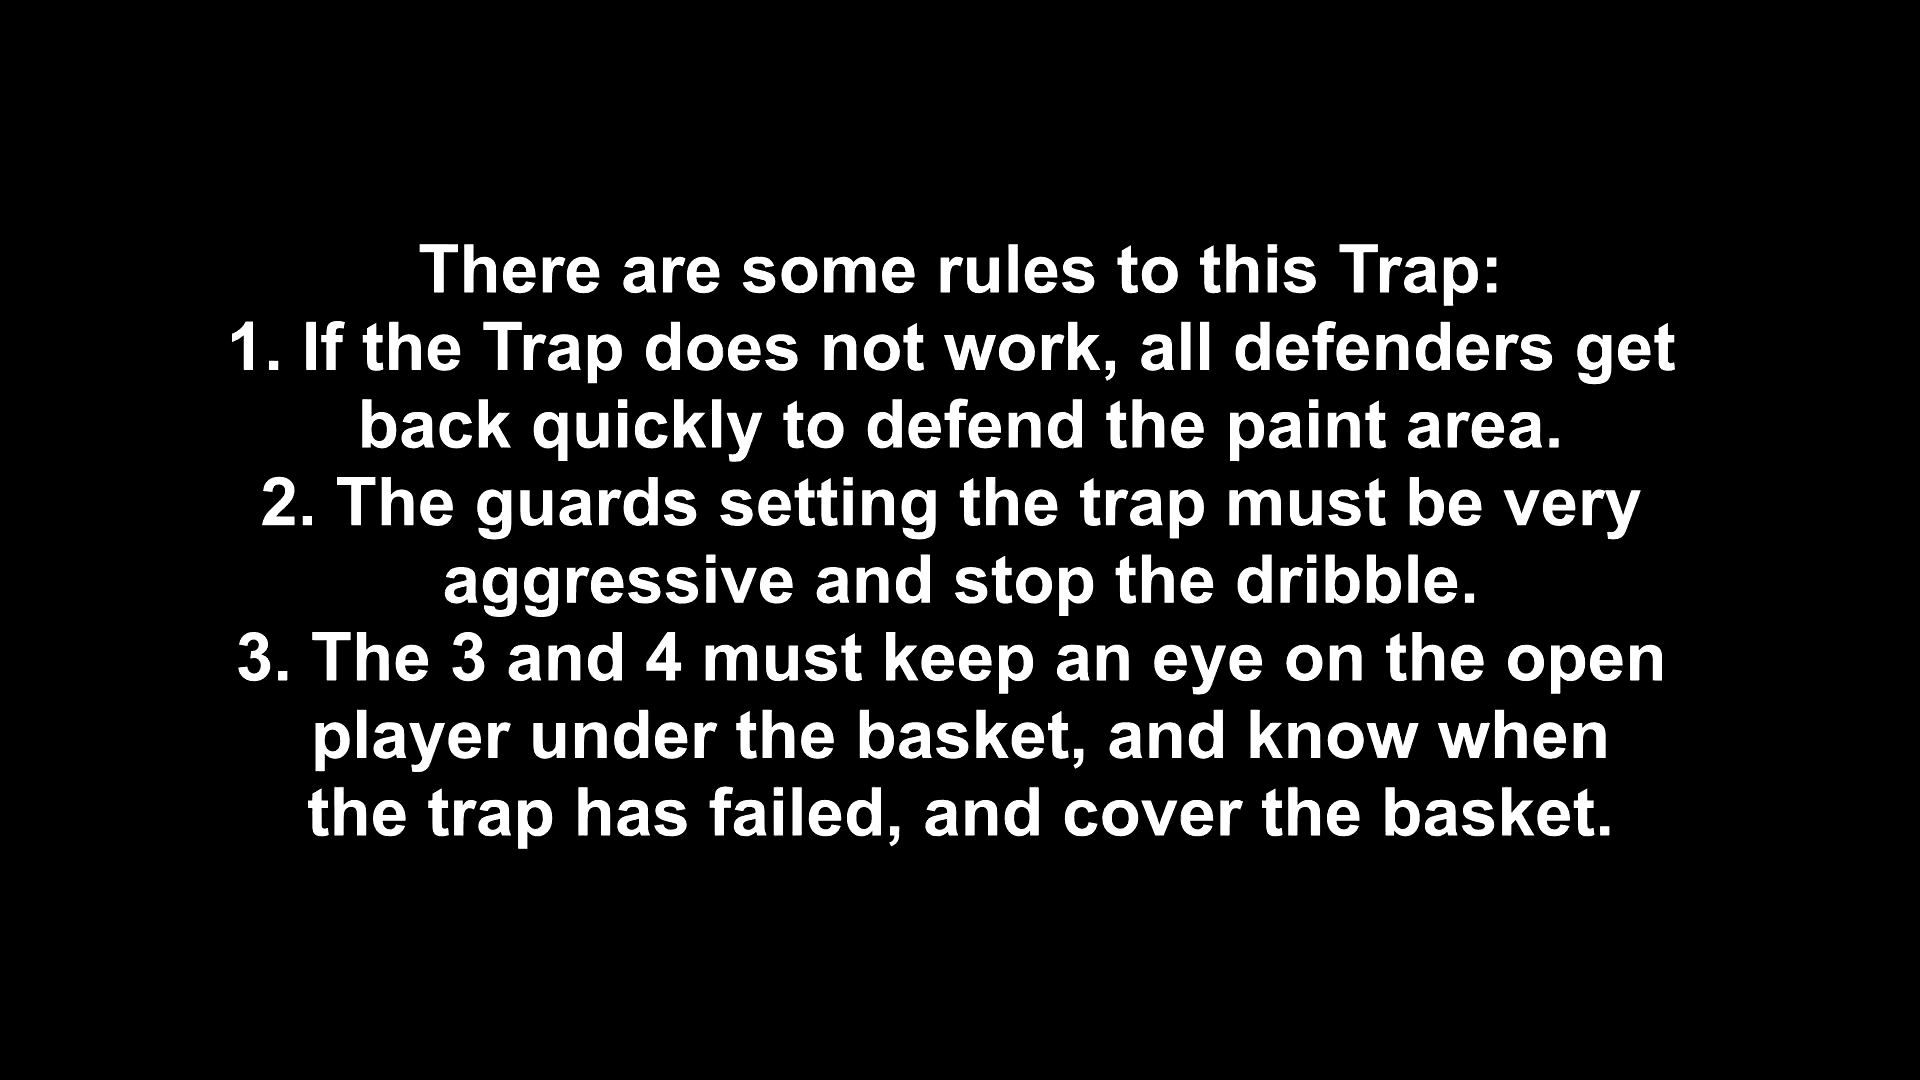 There are some rules to this Trap:
1. If the Trap does not work, all defenders get
back quickly to defend the paint area.
2. The guards setting the trap must be very
aggressive and stop the dribble.
3. The 3 and 4 must keep an eye on the open
player under the basket, and know when
the trap has failed, and cover the basket.